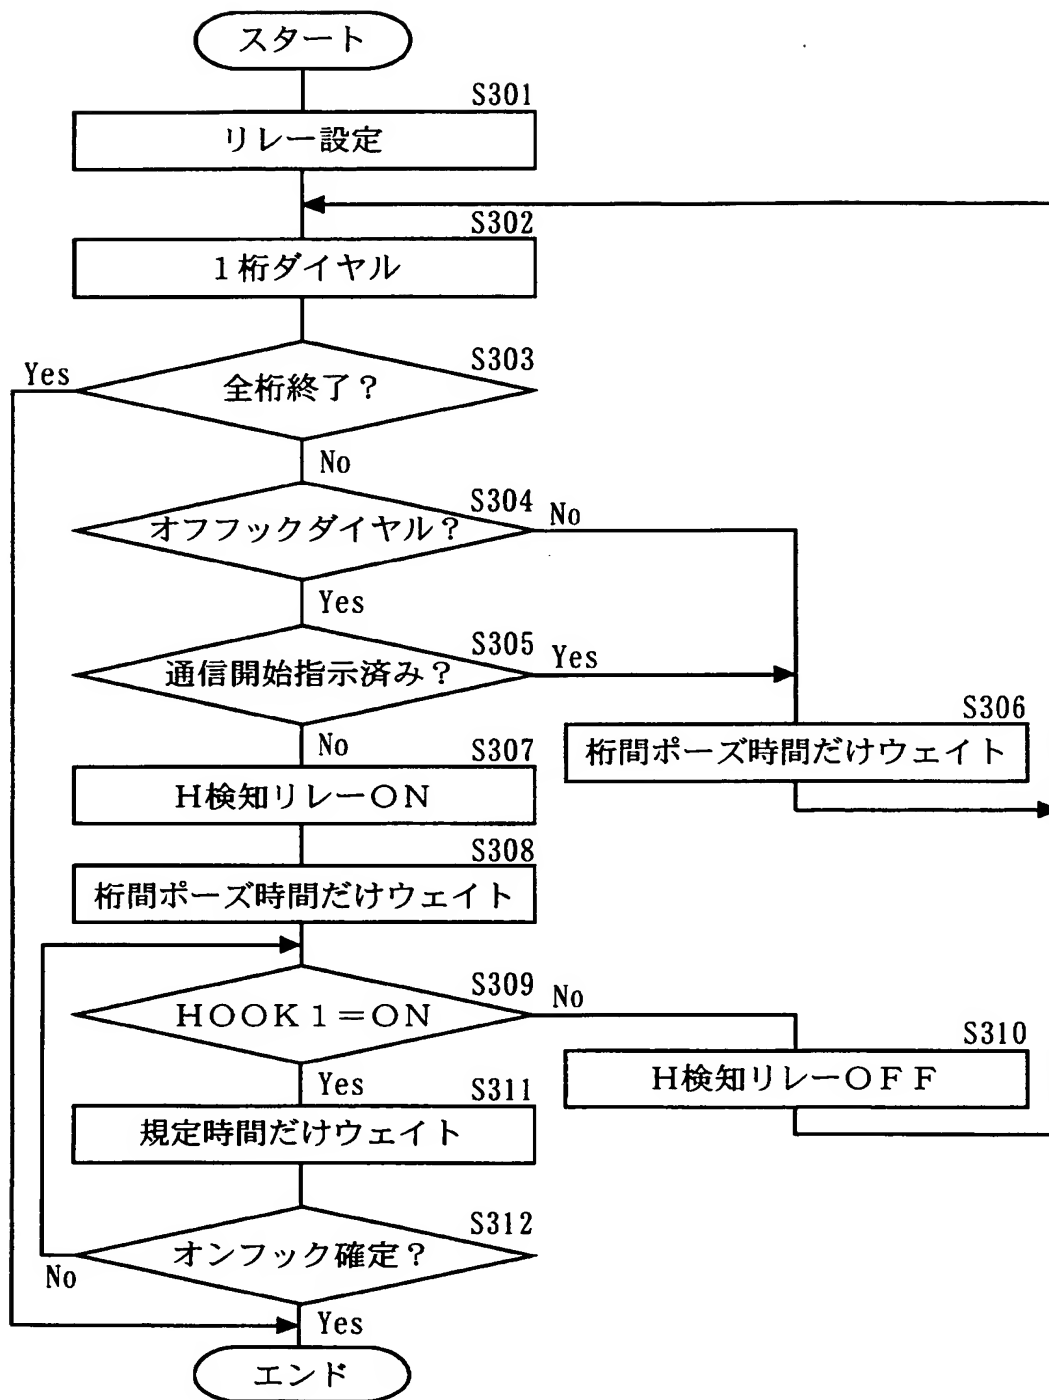 スタート
S301
リレー設定
S302
1桁ダイヤル
S303
Yes
全桁終了?
No
S304
No
オフフックダイヤル?
Yes
S305
Yes
通信開始指示済み?
S306
桁間ポーズ時間だけウェイト
No
S307
H検知リレーON
S308
桁間ポーズ時間だけウェイト
S309
No
HOOK1=ON
S310
H検知リレーOFF
Yes
S311
規定時間だけウェイト
S312
オンフック確定?
No
Yes
エンド